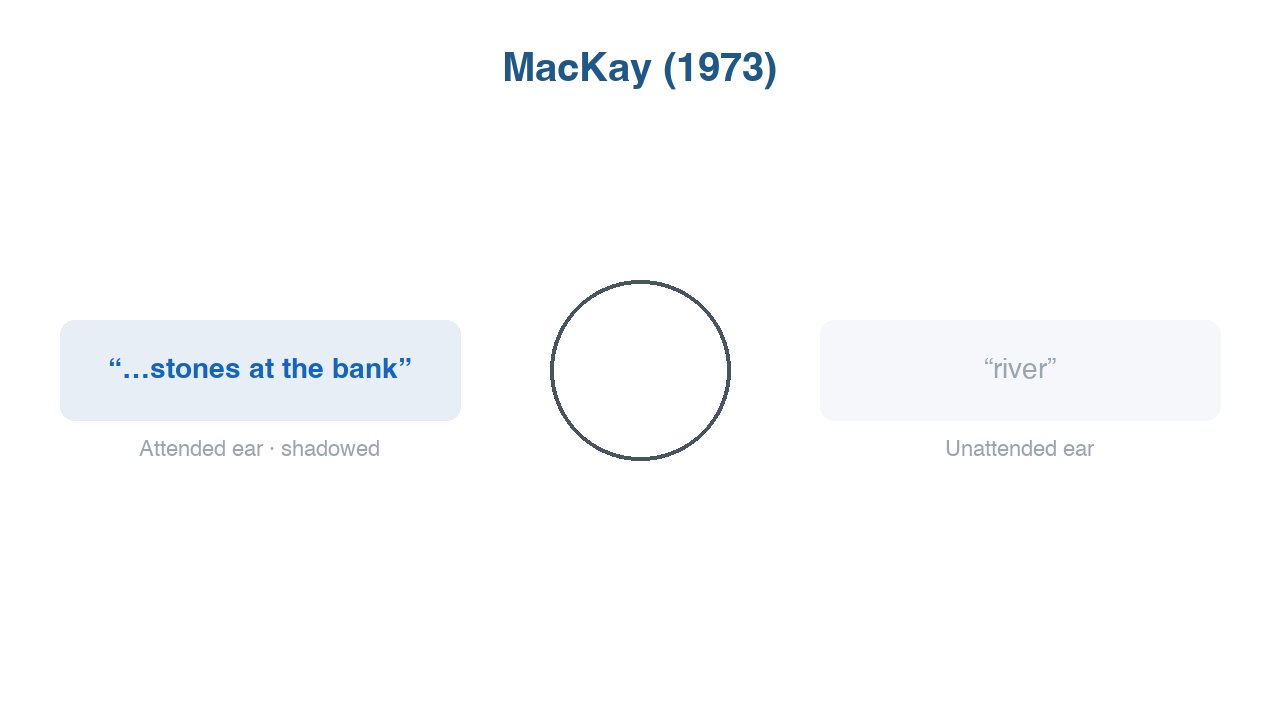 MacKay (1973)
“…stones at the bank”
“river”
Attended ear · shadowed
Unattended ear